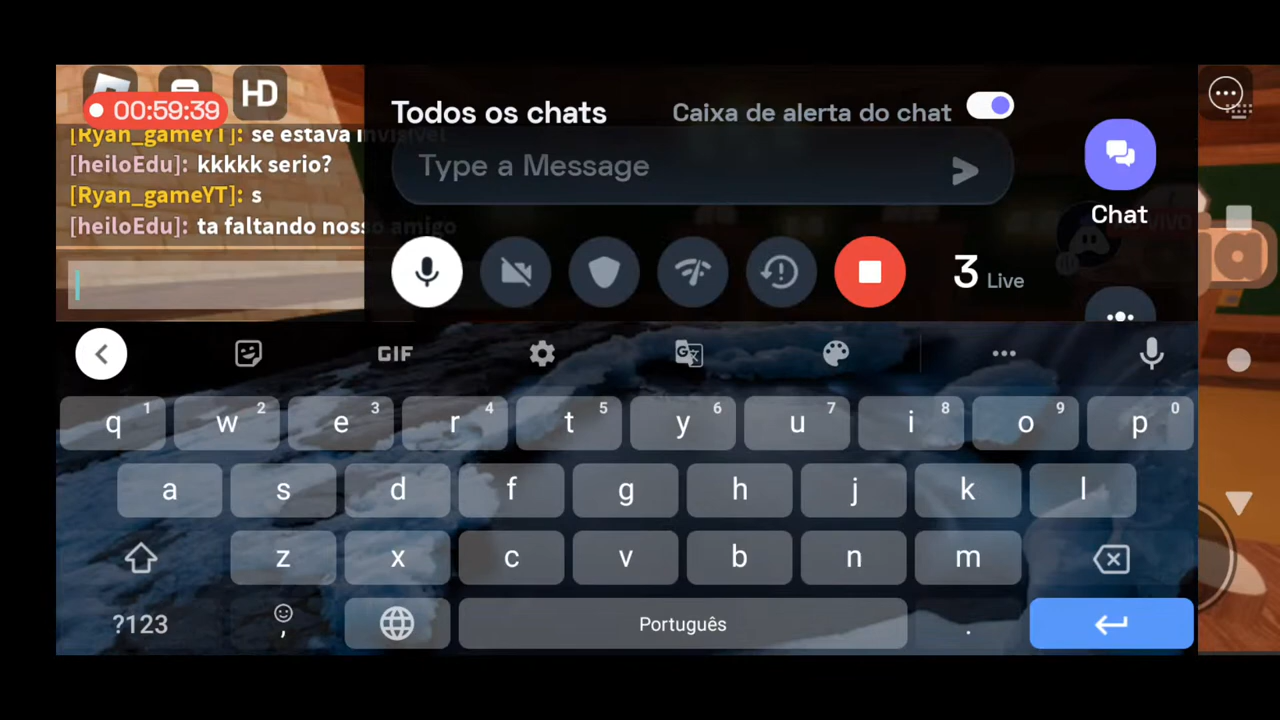 HD
00:59:39
[Ryan_gameYT]: se estava invisível
[heiloEdu]: kkkkk serio?
[Ryan_gameYT]: s
[heiloEdu]: ta faltando nosso amigo
Todos os chats
Caixa de alerta do chat
Type a Message
Chat
3 Live
VIVO
a
GIF
q 1 w 2 e 3 r 4 t 5 y 6 u 7 i 8 o 9 p 0
a s d f g h j k l
z x c v b n m
?123 , Português .